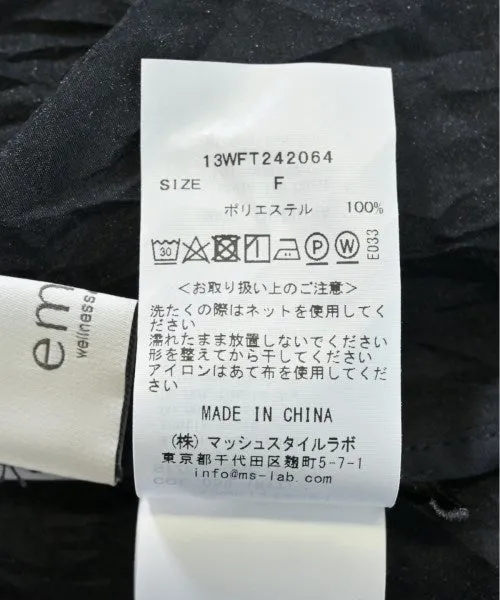 13WFT242064
SIZE F
ポリエステル 100%
30 P W E033
<お取り扱い上のご注意>
洗たくの際はネットを使用してく
ださい
濡れたまま放置しないでください
形を整えてから干してください
アイロンはあて布を使用してくだ
さい
MADE IN CHINA
(株)マッシュスタイルラボ
東京都千代田区麹町5-7-1
info@ms-lab.com
em
wellness